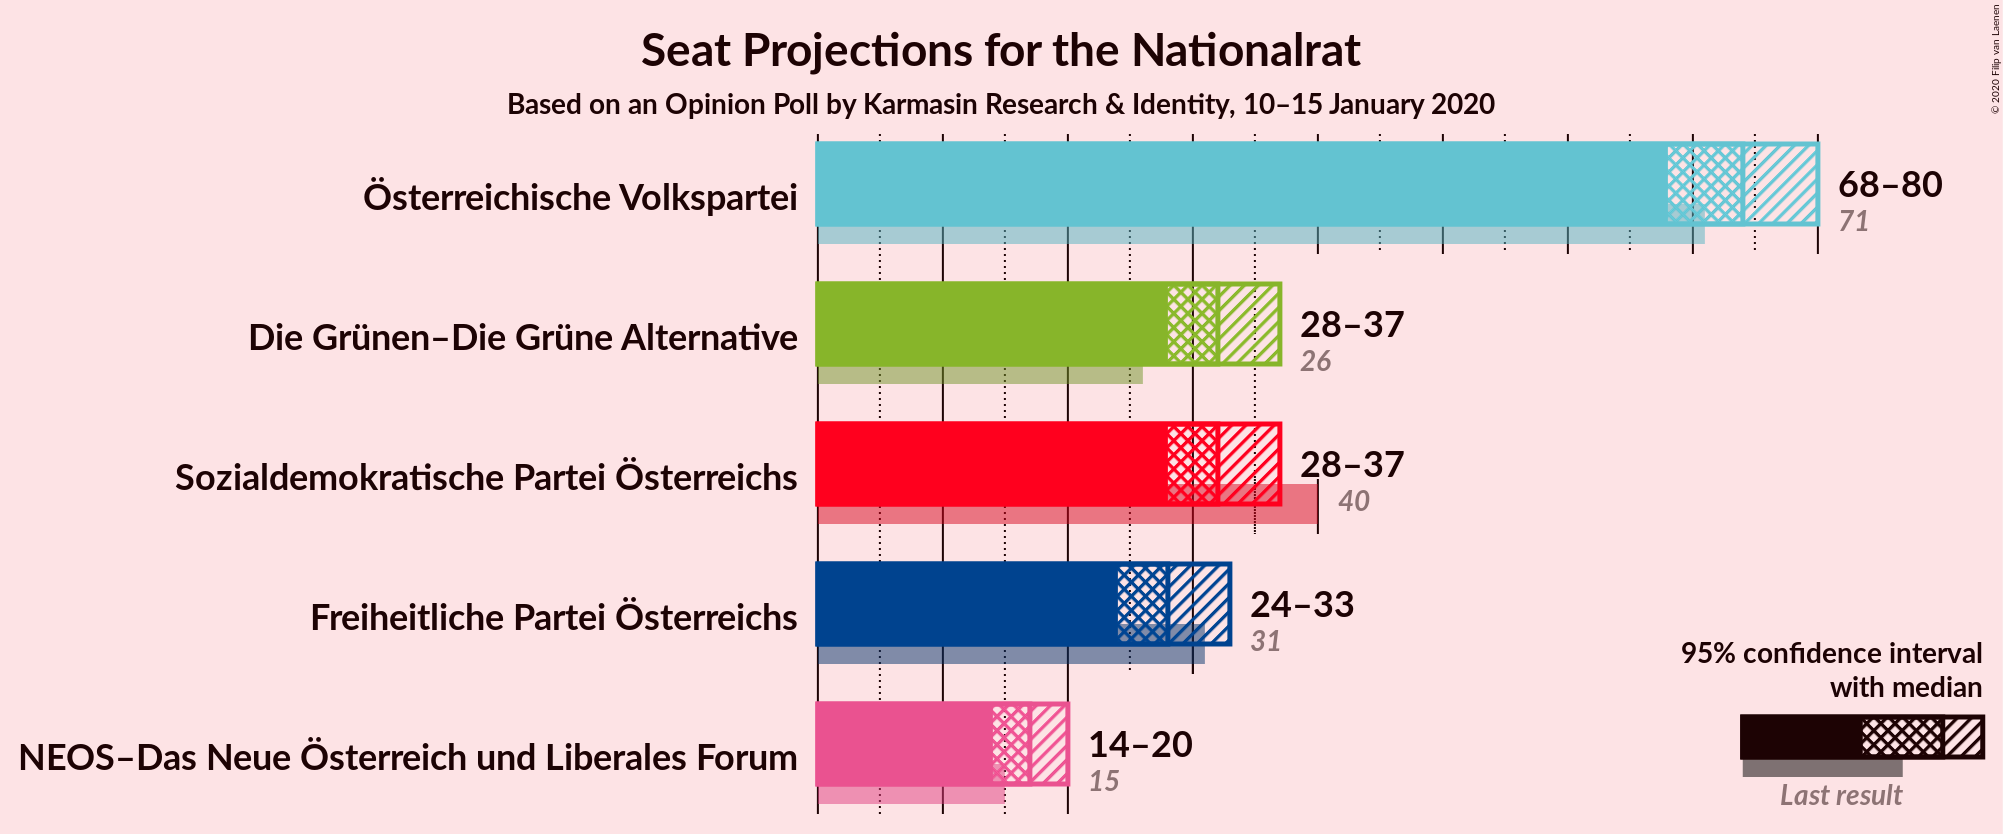 Seat Projections for the Nationalrat
Based on an Opinion Poll by Karmasin Research & Identity, 10–15 January 2020
© 2020 Filip van Laenen
Österreichische Volkspartei
68–80
71
Die Grünen–Die Grüne Alternative
28–37
26
Sozialdemokratische Partei Österreichs
28–37
40
Freiheitliche Partei Österreichs
24–33
31
NEOS–Das Neue Österreich und Liberales Forum
14–20
15
95% confidence interval
with median
Last result